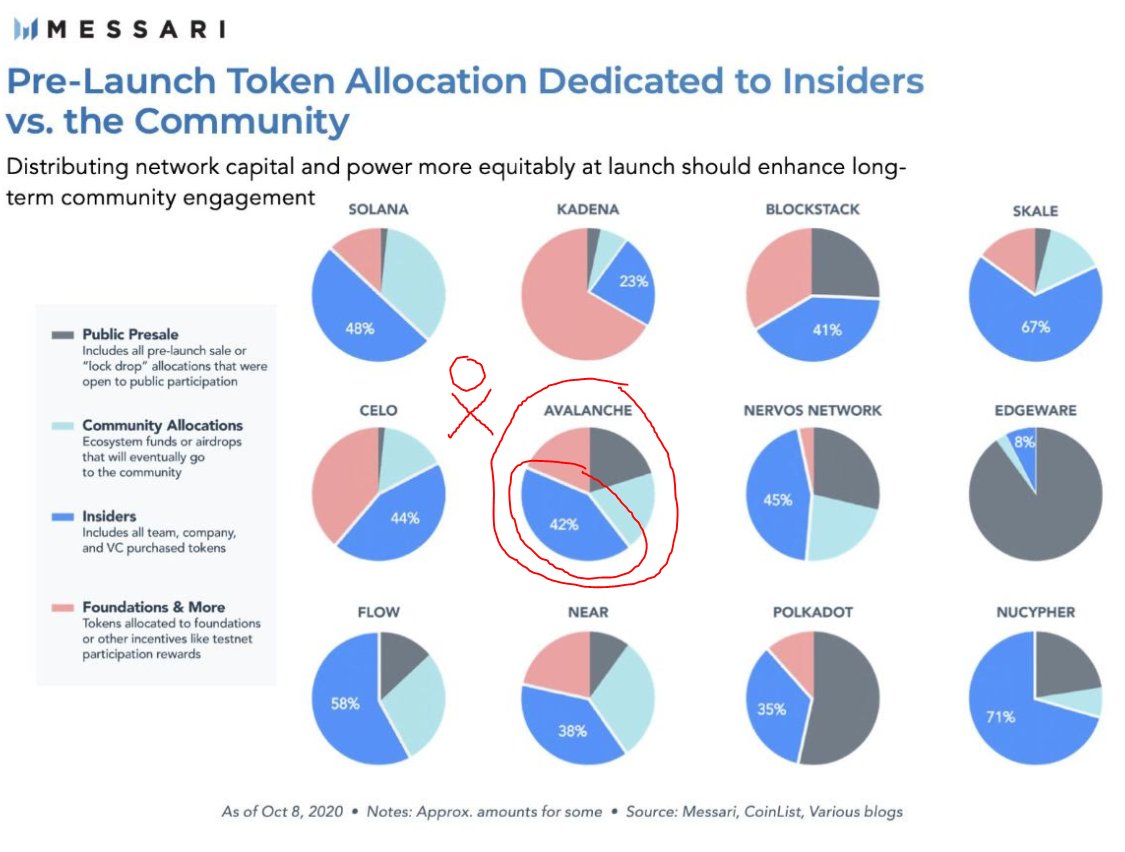 MESSARI
Pre-Launch Token Allocation Dedicated to Insiders
vs. the Community
Distributing network capital and power more equitably at launch should enhance long-
term community engagement
Public Presale
Includes all pre-launch sale or
“lock drop” allocations that were
open to public participation
Community Allocations
Ecosystem funds or airdrops
that will eventually go
to the community
Insiders
Includes all team, company,
and VC purchased tokens
Foundations & More
Tokens allocated to foundations
or other incentives like testnet
participation rewards
SOLANA
48%
KADENA
23%
BLOCKSTACK
41%
SKALE
67%
CELO
44%
AVALANCHE
42%
NERVOS NETWORK
45%
EDGEWARE
8%
FLOW
58%
NEAR
38%
POLKADOT
35%
NUCYPHER
71%
As of Oct 8, 2020 • Notes: Approx. amounts for some • Source: Messari, CoinList, Various blogs